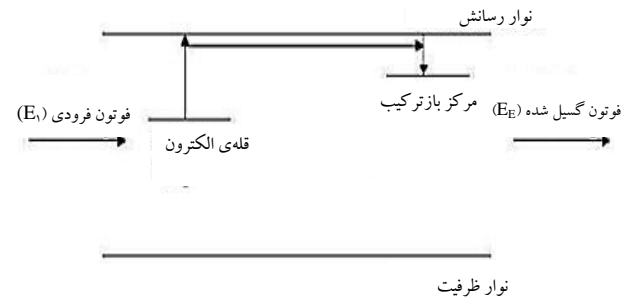 نوار رسانش
مرکز بازترکیب
فوتون فرودی (E۱)
فوتون گسیل شده (EE)
قله‌ی الکترون
نوار ظرفیت